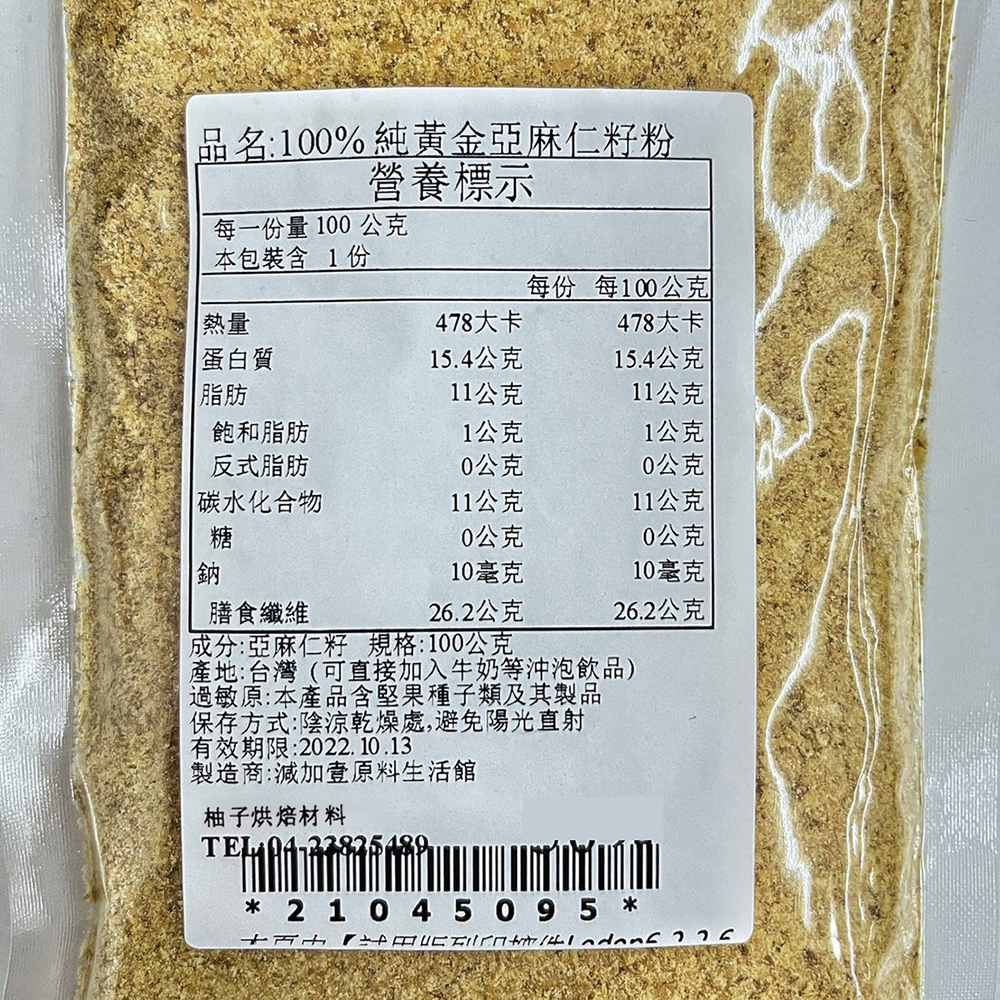 品名:100%純黃金亞麻仁籽粉
營養標示
每一份量 100 公克
本包裝含 1 份
每份 每100公克
熱量 478大卡 478大卡
蛋白質 15.4公克 15.4公克
脂肪 11公克 11公克
飽和脂肪 1公克 1公克
反式脂肪 0公克 0公克
碳水化合物 11公克 11公克
糖 0公克 0公克
鈉 10毫克 10毫克
膳食纖維 26.2公克 26.2公克
成分:亞麻仁籽 規格:100公克
產地:台灣 (可直接加入牛奶等沖泡飲品)
過敏原:本產品含堅果種子類及其製品
保存方式:陰涼乾燥處,避免陽光直射
有效期限:2022.10.13
製造商:減加壹原料生活館
柚子烘焙材料
TEL:04-23825489
*21045095*